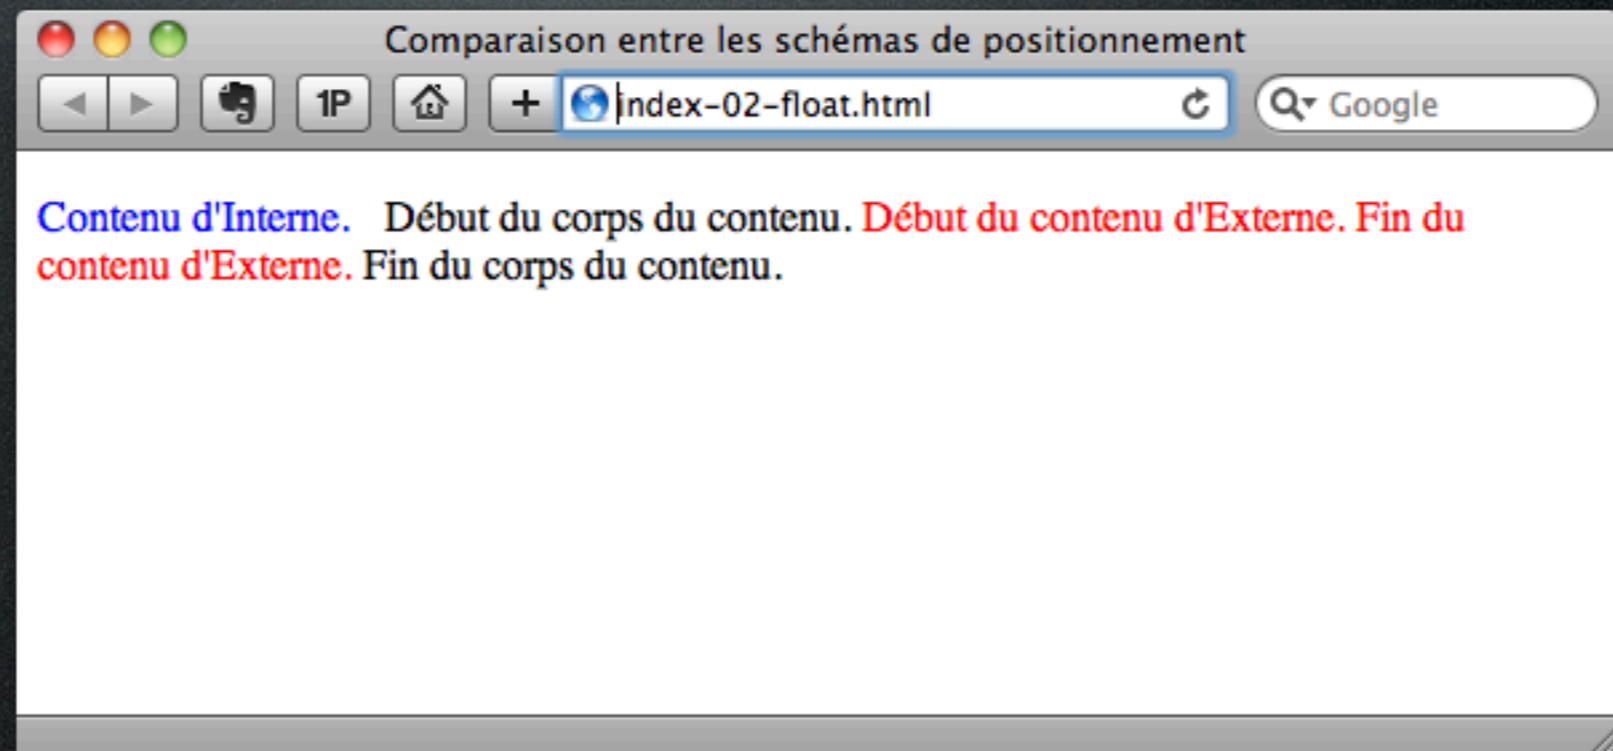 Comparaison entre les schémas de positionnement
1P
+
index-02-float.html
Google
Contenu d'Interne. Début du corps du contenu. Début du contenu d'Externe. Fin du
contenu d'Externe. Fin du corps du contenu.